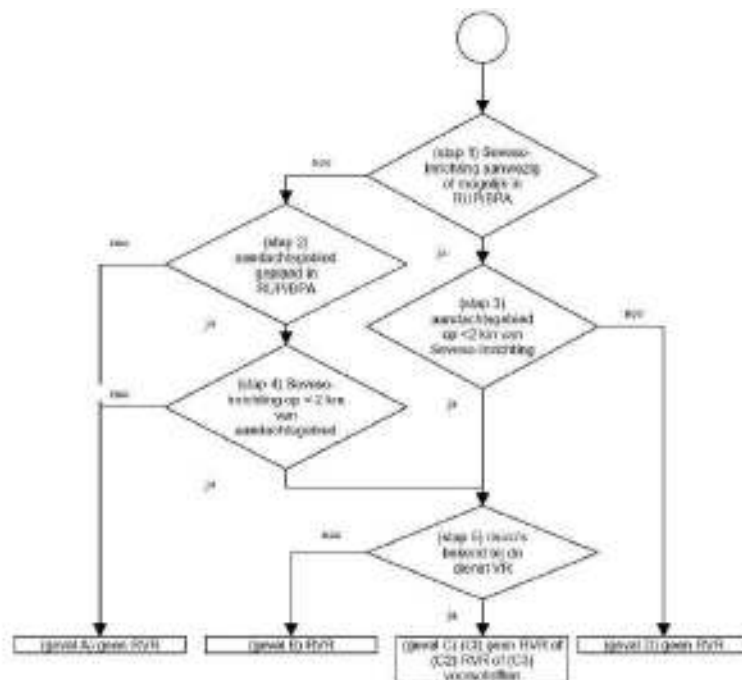 (stap 1) Seveso-
inrichting aanwezig
of mogelijk in
RUP/BPA
nee
ja
(stap 2)
aandachtsgebied
gepland in
RUP/BPA
nee
ja
(stap 3)
aandachtsgebied
op <2 km van
Seveso-inrichting
nee
ja
(stap 4) Seveso-
inrichting op < 2 km
van
aandachtsgebied
nee
ja
(stap 5) risico's
bekend bij de
dienst VR
nee
ja
(geval A) geen RVR
(geval B) RVR
(geval C) (C1) geen RVR of
(C2) RVR of (C3)
voorschriften
(geval D) geen RVR